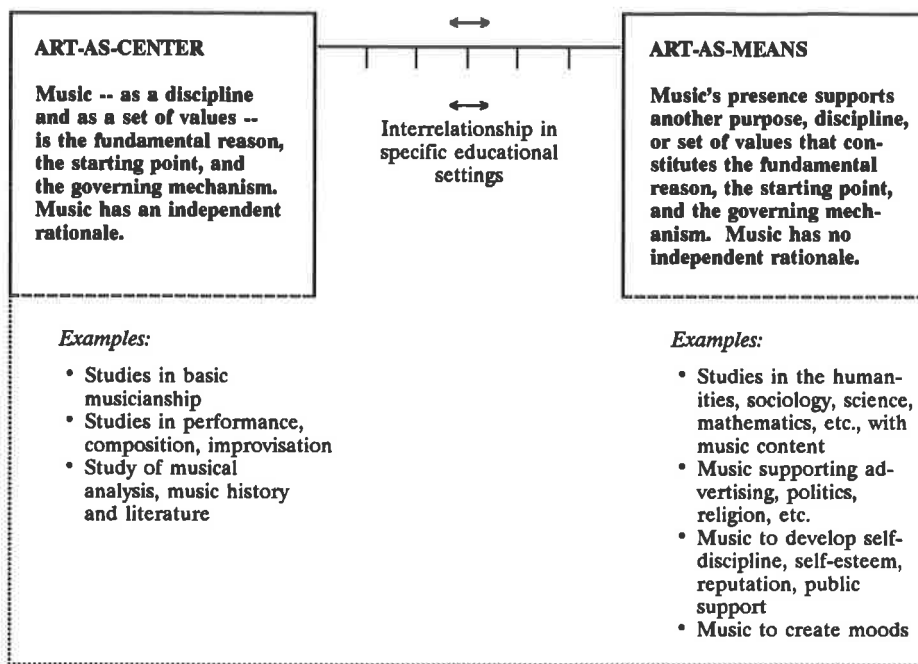 ART-AS-CENTER
Music -- as a discipline
and as a set of values --
is the fundamental reason,
the starting point, and
the governing mechanism.
Music has an independent
rationale.
Interrelationship in
specific educational
settings
ART-AS-MEANS
Music's presence supports
another purpose, discipline,
or set of values that con-
stitutes the fundamental
reason, the starting point,
and the governing mech-
anism. Music has no
independent rationale.
Examples:
• Studies in basic
musicianship
• Studies in performance,
composition, improvisation
• Study of musical
analysis, music history
and literature
Examples:
• Studies in the human-
ities, sociology, science,
mathematics, etc., with
music content
• Music supporting ad-
vertising, politics,
religion, etc.
• Music to develop self-
discipline, self-esteem,
reputation, public
support
• Music to create moods